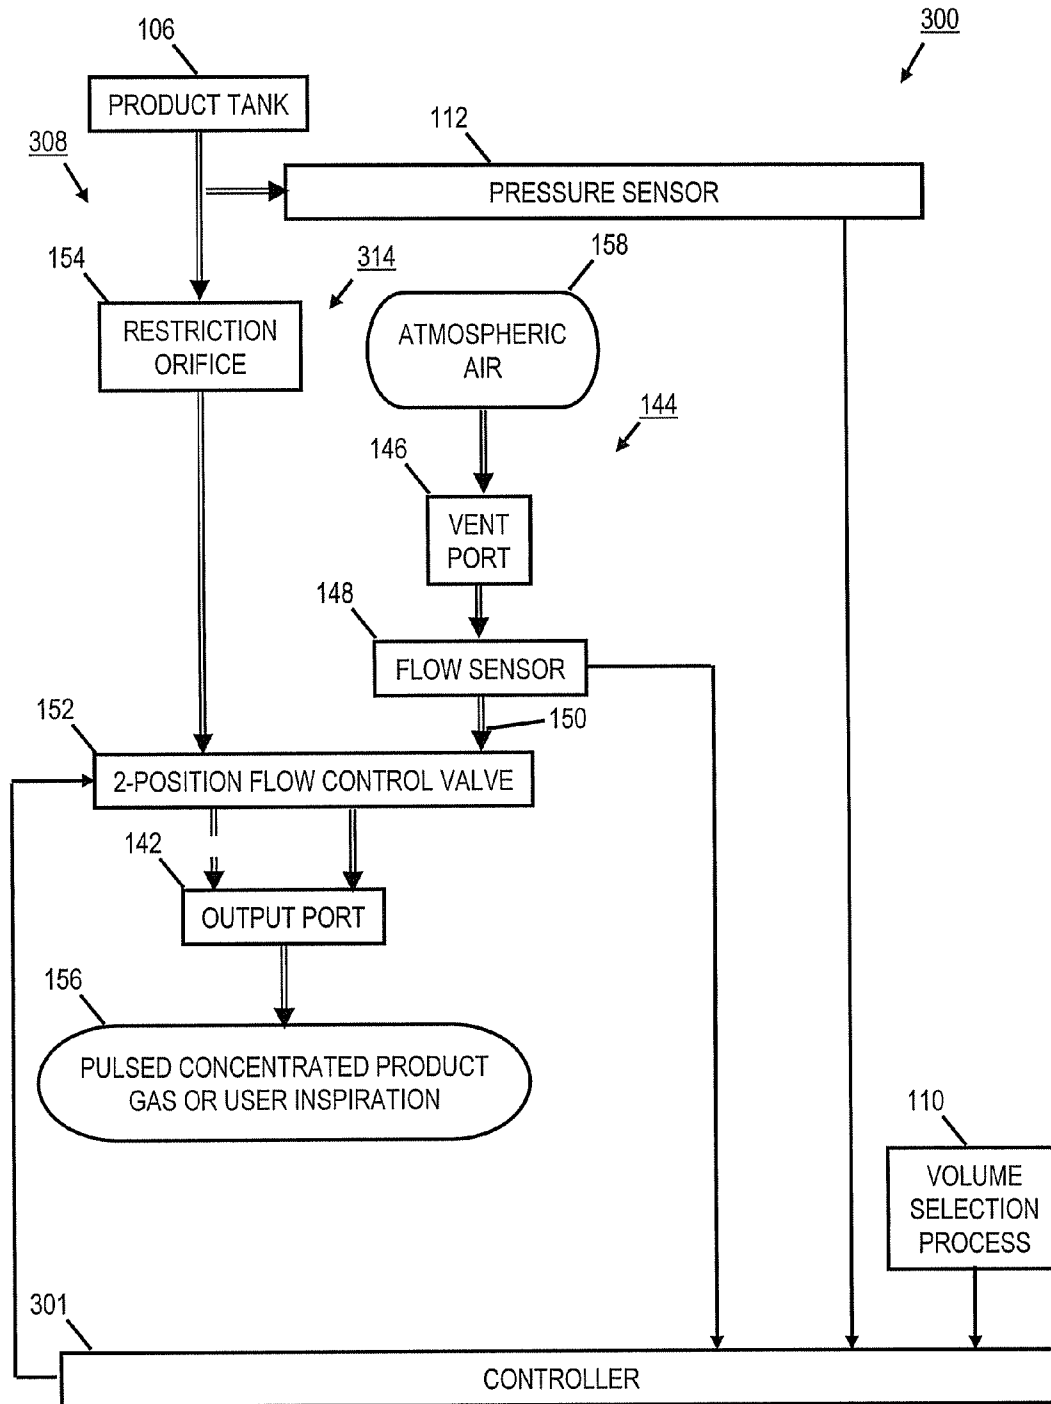 300
106
PRODUCT TANK
112
308
PRESSURE SENSOR
154
314
158
RESTRICTION
ORIFICE
ATMOSPHERIC
AIR
144
146
VENT
PORT
148
FLOW SENSOR
150
152
2-POSITION FLOW CONTROL VALVE
142
OUTPUT PORT
156
PULSED CONCENTRATED PRODUCT
GAS OR USER INSPIRATION
110
VOLUME
SELECTION
PROCESS
301
CONTROLLER